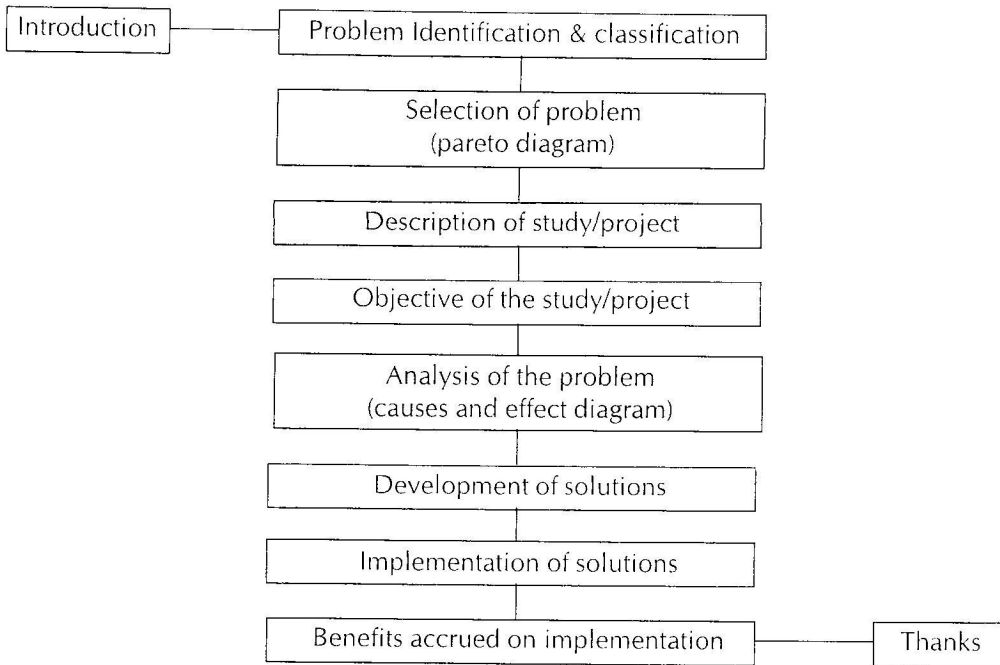 Introduction
Problem Identification & classification
Selection of problem
(pareto diagram)
Description of study/project
Objective of the study/project
Analysis of the problem
(causes and effect diagram)
Development of solutions
Implementation of solutions
Benefits accrued on implementation
Thanks